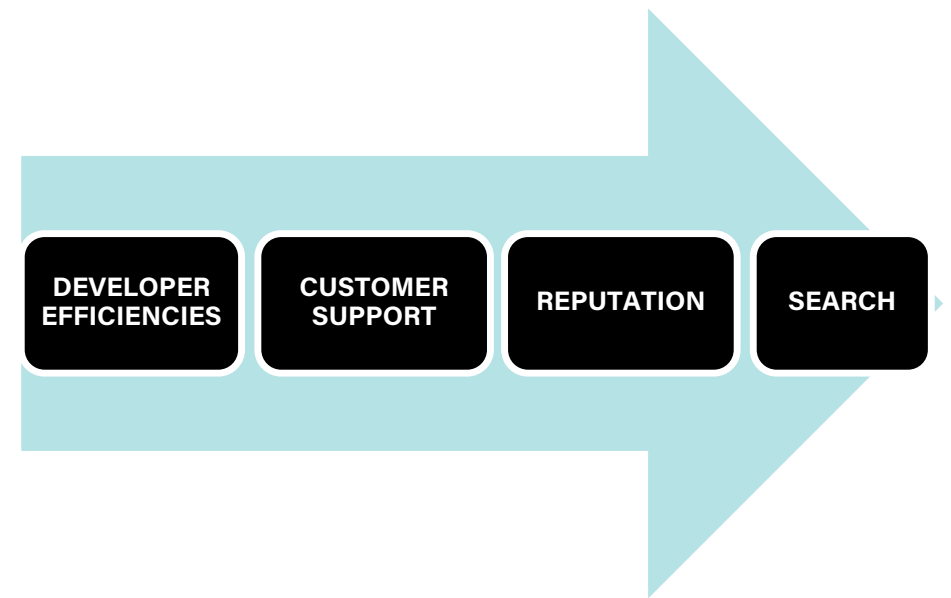 DEVELOPER
EFFICIENCIES
CUSTOMER
SUPPORT
REPUTATION
SEARCH